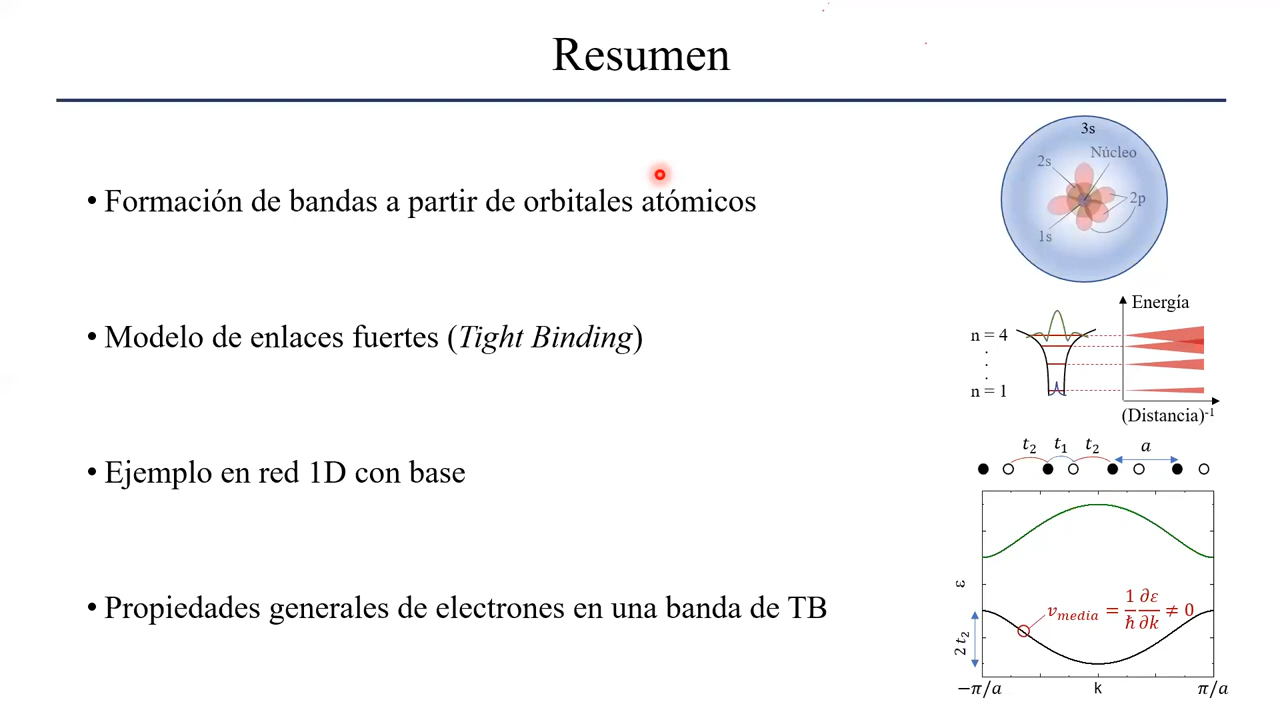 Resumen
• Formación de bandas a partir de orbitales atómicos
• Modelo de enlaces fuertes (Tight Binding)
• Ejemplo en red 1D con base
• Propiedades generales de electrones en una banda de TB
3s
2s
Núcleo
2p
1s
Energía
n = 4
.
.
.
n = 1
(Distancia)⁻¹
t₂ t₁ t₂ a
ε
v_media = 1/ħ ∂ε/∂k ≠ 0
2 t₂
−π/a k π/a